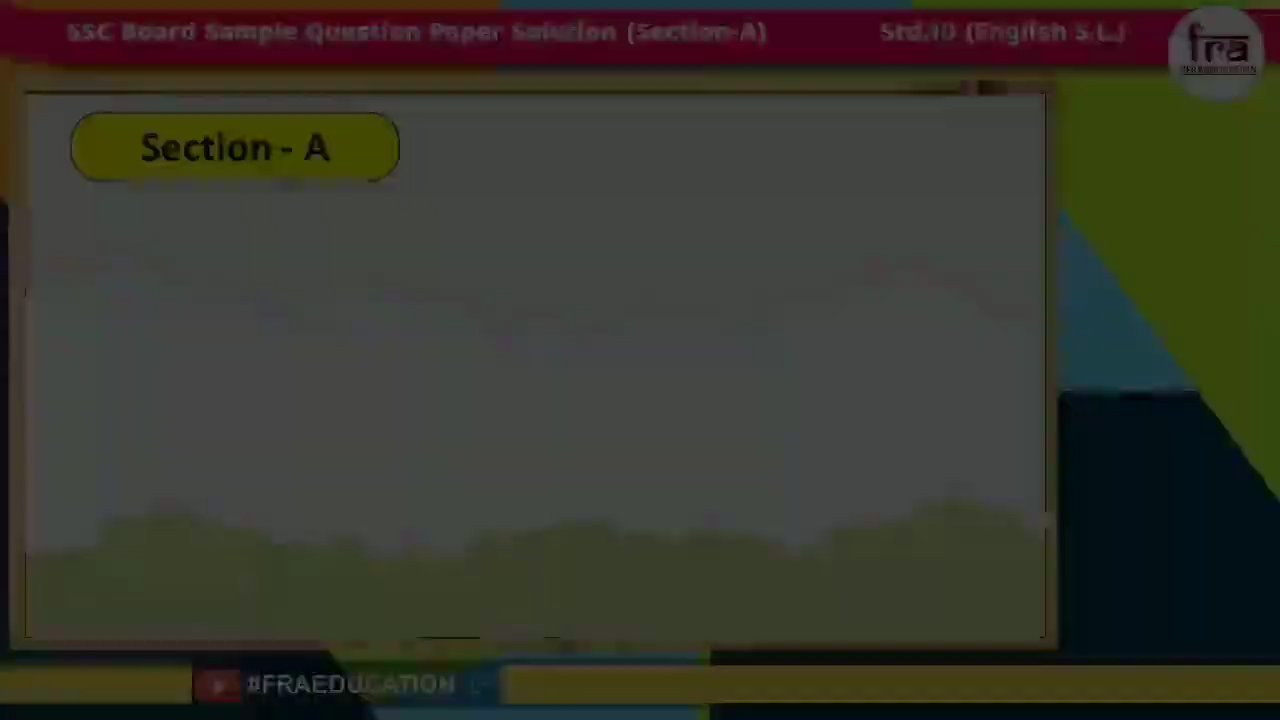 SSC Board Sample Question Paper Solution (Section-A)
Std.10 (English S.L.)
fra
Section - A
#FRAEDUCATION